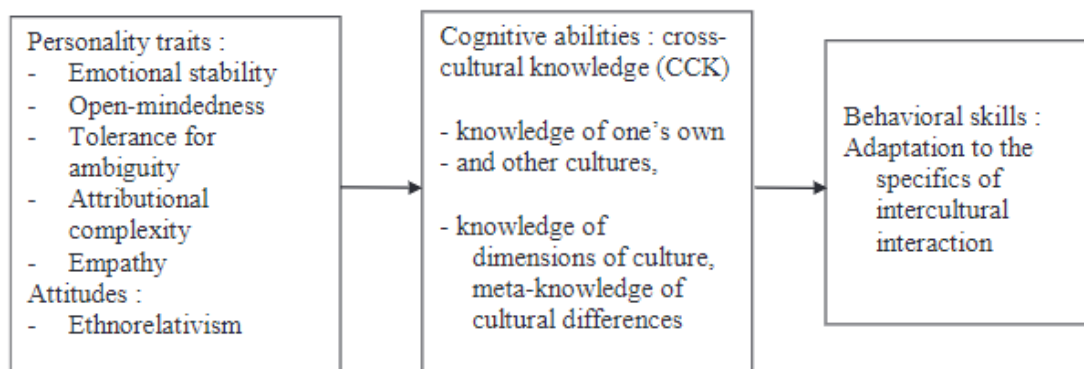 Personality traits :
- Emotional stability
- Open-mindedness
- Tolerance for
ambiguity
- Attributional
complexity
- Empathy
Attitudes :
- Ethnorelativism
Cognitive abilities : cross-
cultural knowledge (CCK)
- knowledge of one's own
- and other cultures,
- knowledge of
dimensions of culture,
meta-knowledge of
cultural differences
Behavioral skills :
Adaptation to the
specifics of
intercultural
interaction